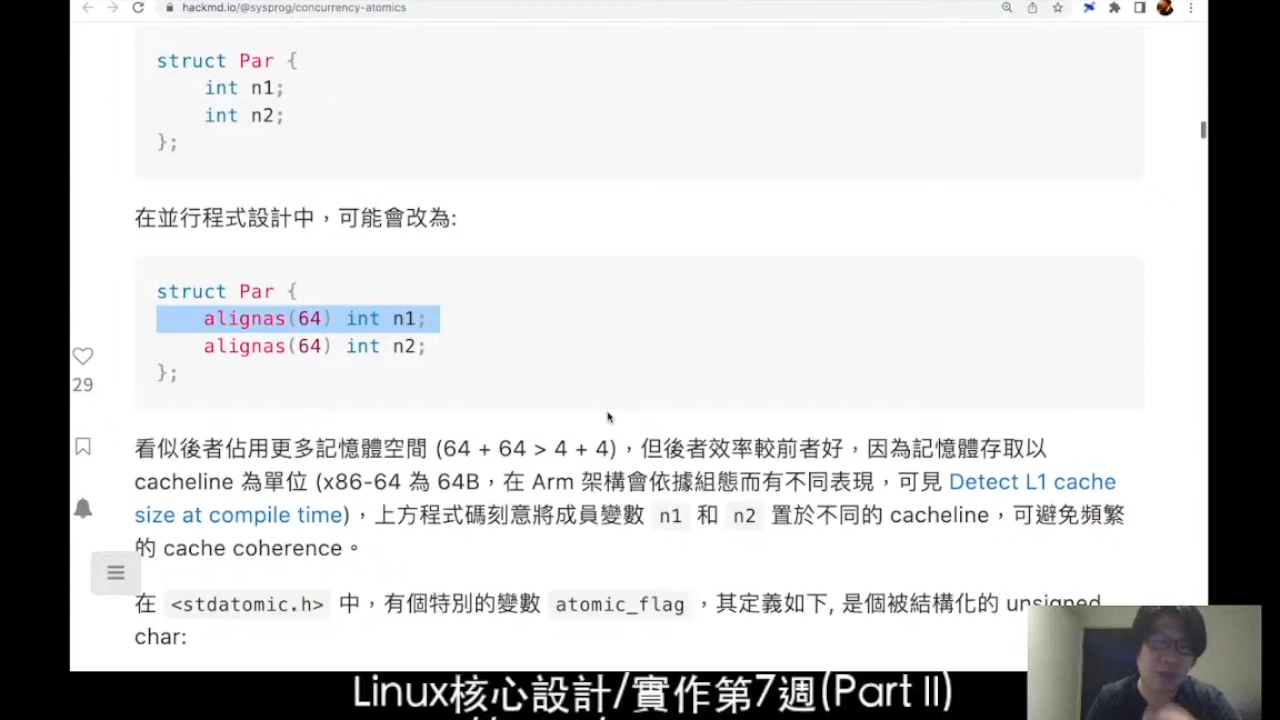 hackmd.io/@sysprog/concurrency-atomics
struct Par {
int n1;
int n2;
};
在並行程式設計中，可能會改為:
struct Par {
alignas(64) int n1;
alignas(64) int n2;
};
29
看似後者佔用更多記憶體空間 (64 + 64 > 4 + 4)，但後者效率較前者好，因為記憶體存取以
cacheline 為單位 (x86-64 為 64B，在 Arm 架構會依據組態而有不同表現，可見 Detect L1 cache
size at compile time)，上方程式碼刻意將成員變數 n1 和 n2 置於不同的 cacheline，可避免頻繁
的 cache coherence。
在 <stdatomic.h> 中，有個特別的變數 atomic_flag，其定義如下, 是個被結構化的 unsigned
char:
Linux核心設計/實作第7週(Part II)